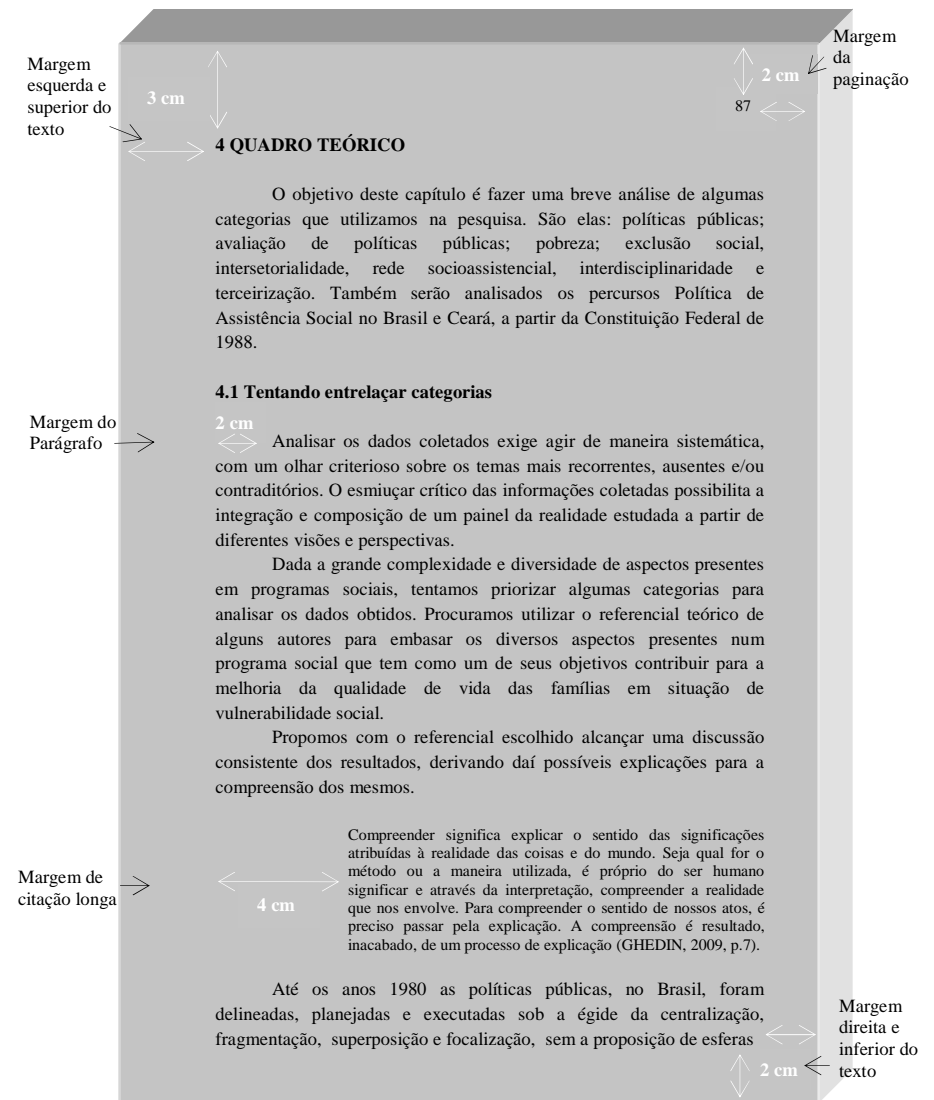 Margem
esquerda e
superior do
texto
3 cm
Margem
da
paginação
2 cm
87
4 QUADRO TEÓRICO
O objetivo deste capítulo é fazer uma breve análise de algumas
categorias que utilizamos na pesquisa. São elas: políticas públicas;
avaliação de políticas públicas; pobreza; exclusão social,
intersetorialidade, rede socioassistencial, interdisciplinaridade e
terceirização. Também serão analisados os percursos Política de
Assistência Social no Brasil e Ceará, a partir da Constituição Federal de
1988.
4.1 Tentando entrelaçar categorias
Margem do
Parágrafo
2 cm
Analisar os dados coletados exige agir de maneira sistemática,
com um olhar criterioso sobre os temas mais recorrentes, ausentes e/ou
contraditórios. O esmiuçar crítico das informações coletadas possibilita a
integração e composição de um painel da realidade estudada a partir de
diferentes visões e perspectivas.
Dada a grande complexidade e diversidade de aspectos presentes
em programas sociais, tentamos priorizar algumas categorias para
analisar os dados obtidos. Procuramos utilizar o referencial teórico de
alguns autores para embasar os diversos aspectos presentes num
programa social que tem como um de seus objetivos contribuir para a
melhoria da qualidade de vida das famílias em situação de
vulnerabilidade social.
Propomos com o referencial escolhido alcançar uma discussão
consistente dos resultados, derivando daí possíveis explicações para a
compreensão dos mesmos.
Margem de
citação longa
4 cm
Compreender significa explicar o sentido das significações
atribuídas à realidade das coisas e do mundo. Seja qual for o
método ou a maneira utilizada, é próprio do ser humano
significar e através da interpretação, compreender a realidade
que nos envolve. Para compreender o sentido de nossos atos, é
preciso passar pela explicação. A compreensão é resultado,
inacabado, de um processo de explicação (GHEDIN, 2009, p.7).
Até os anos 1980 as políticas públicas, no Brasil, foram
delineadas, planejadas e executadas sob a égide da centralização,
fragmentação, superposição e focalização, sem a proposição de esferas
Margem
direita e
inferior do
texto
2 cm